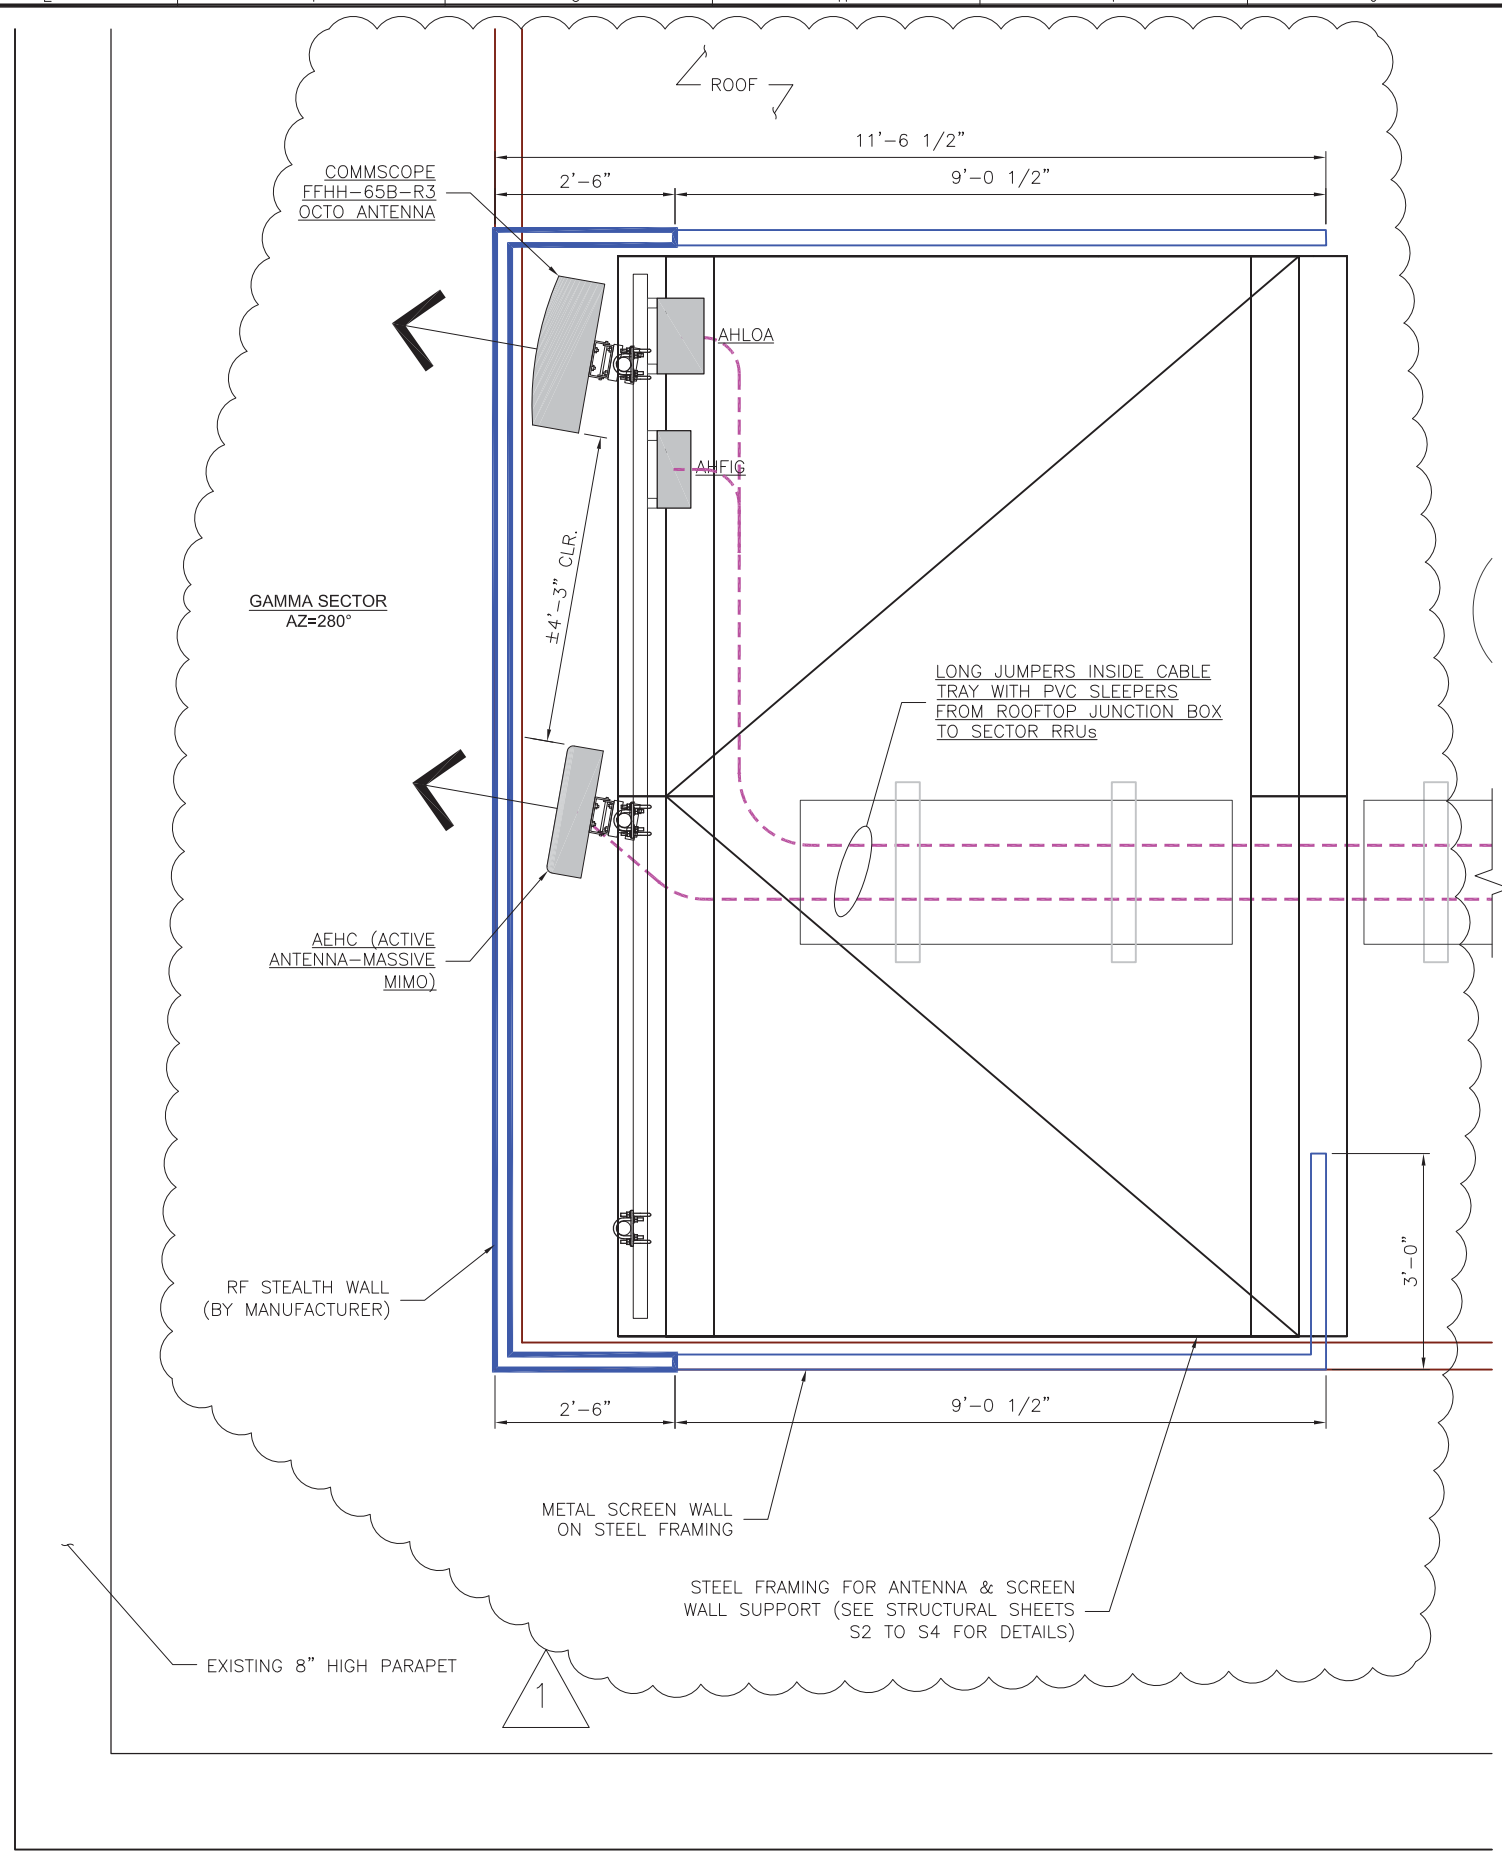 ROOF
11'-6 1/2"
2'-6"
9'-0 1/2"
COMMSCOPE
FFHH-65B-R3
OCTO ANTENNA
AHLOA
AHFIG
±4'-3" CLR.
GAMMA SECTOR
AZ=280°
LONG JUMPERS INSIDE CABLE
TRAY WITH PVC SLEEPERS
FROM ROOFTOP JUNCTION BOX
TO SECTOR RRUs
AEHC (ACTIVE
ANTENNA-MASSIVE
MIMO)
3'-0"
RF STEALTH WALL
(BY MANUFACTURER)
2'-6"
9'-0 1/2"
METAL SCREEN WALL
ON STEEL FRAMING
STEEL FRAMING FOR ANTENNA & SCREEN
WALL SUPPORT (SEE STRUCTURAL SHEETS
S2 TO S4 FOR DETAILS)
EXISTING 8" HIGH PARAPET
1